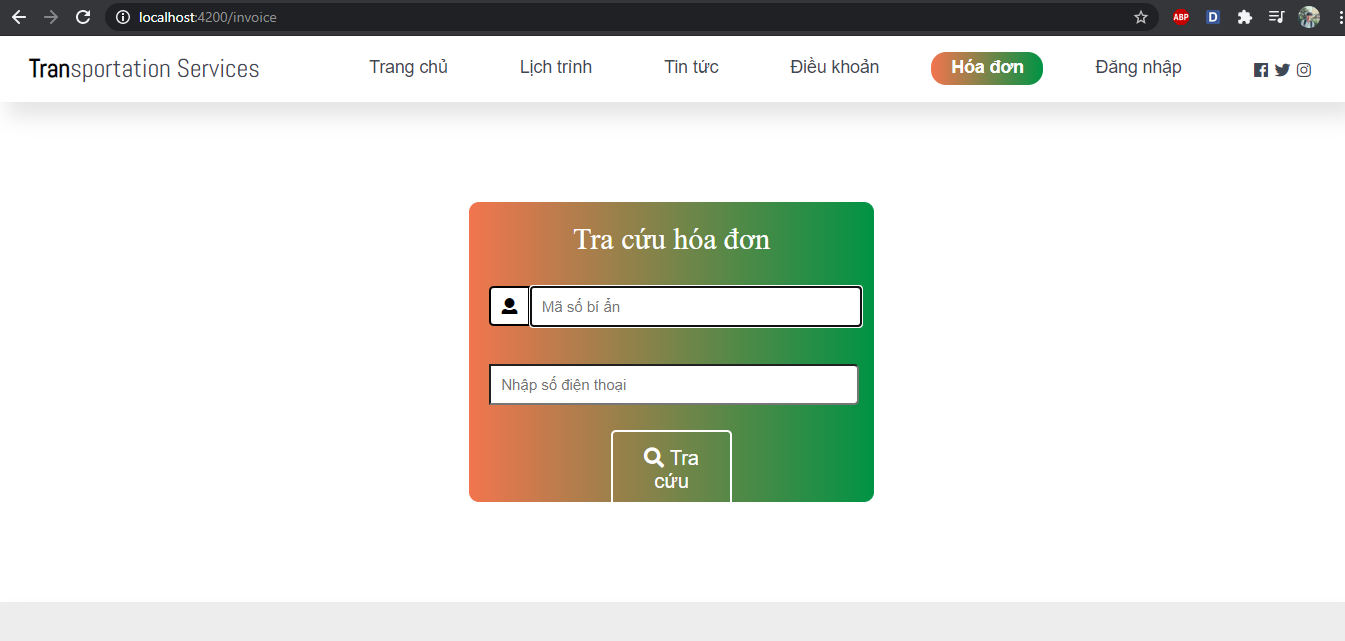 localhost:4200/invoice
ABP
D
Transportation Services Trang chủ Lịch trình Tin tức Điều khoản Hóa đơn Đăng nhập
Tra cứu hóa đơn
Mã số bí ẩn
Nhập số điện thoại
Tra
cứu